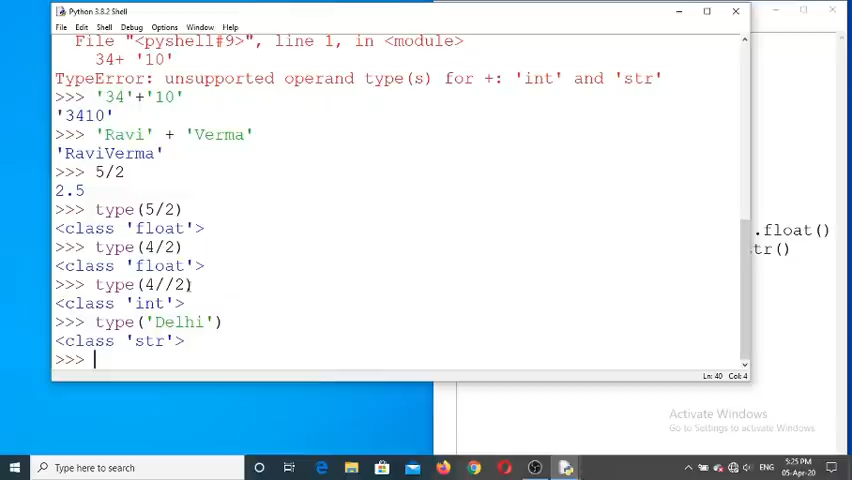 Python 3.8.2 Shell
File Edit Shell Debug Options Window Help
File "<pyshell#9>", line 1, in <module>
34+ '10'
TypeError: unsupported operand type(s) for +: 'int' and 'str'
>>> '34'+'10'
'3410'
>>> 'Ravi' + 'Verma'
'RaviVerma'
>>> 5/2
2.5
>>> type(5/2)
<class 'float'>
>>> type(4/2)
<class 'float'>
>>> type(4//2)
<class 'int'>
>>> type('Delhi')
<class 'str'>
>>>
Ln: 40 Col: 4
.float()
tr()
Activate Windows
Go to Settings to activate Windows.
Type here to search
ENG
5:25 PM
05-Apr-20